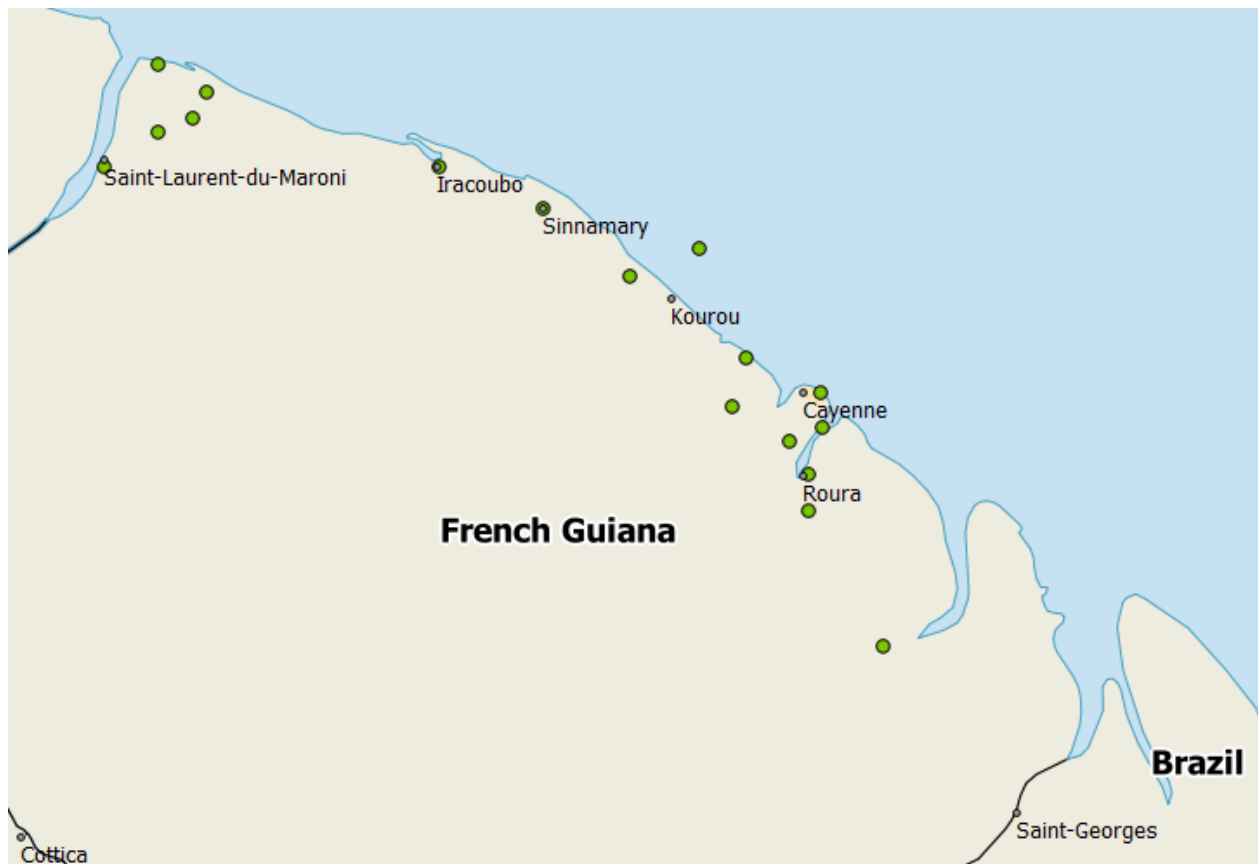 Saint-Laurent-du-Maroni
Iracoubo
Sinnamary
Kourou
Cayenne
Roura
French Guiana
Brazil
Saint-Georges
Cottica